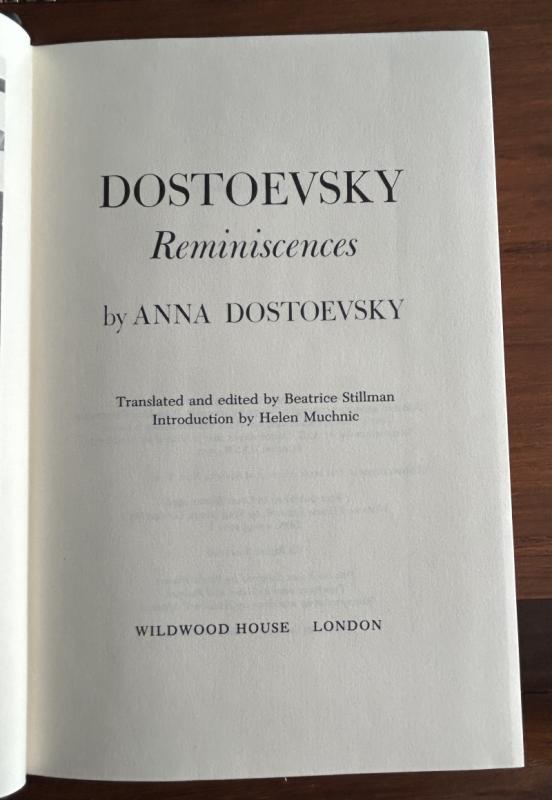 DOSTOEVSKY
Reminiscences
by ANNA DOSTOEVSKY
Translated and edited by Beatrice Stillman
Introduction by Helen Muchnic
WILDWOOD HOUSE LONDON